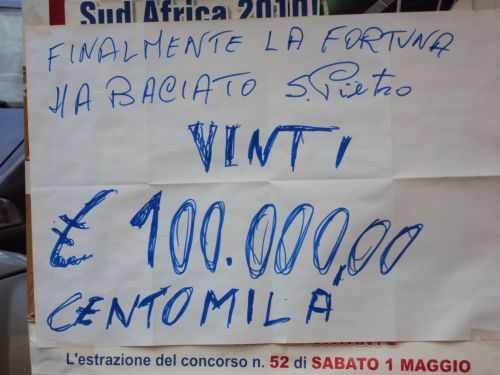 Sud Africa 2010!
FINALMENTE LA FORTUNA
HA BACIATO S. Pietro
VINTI
€ 100.000,00
CENTOMILA
L'estrazione del concorso n. 52 di SABATO 1 MAGGIO